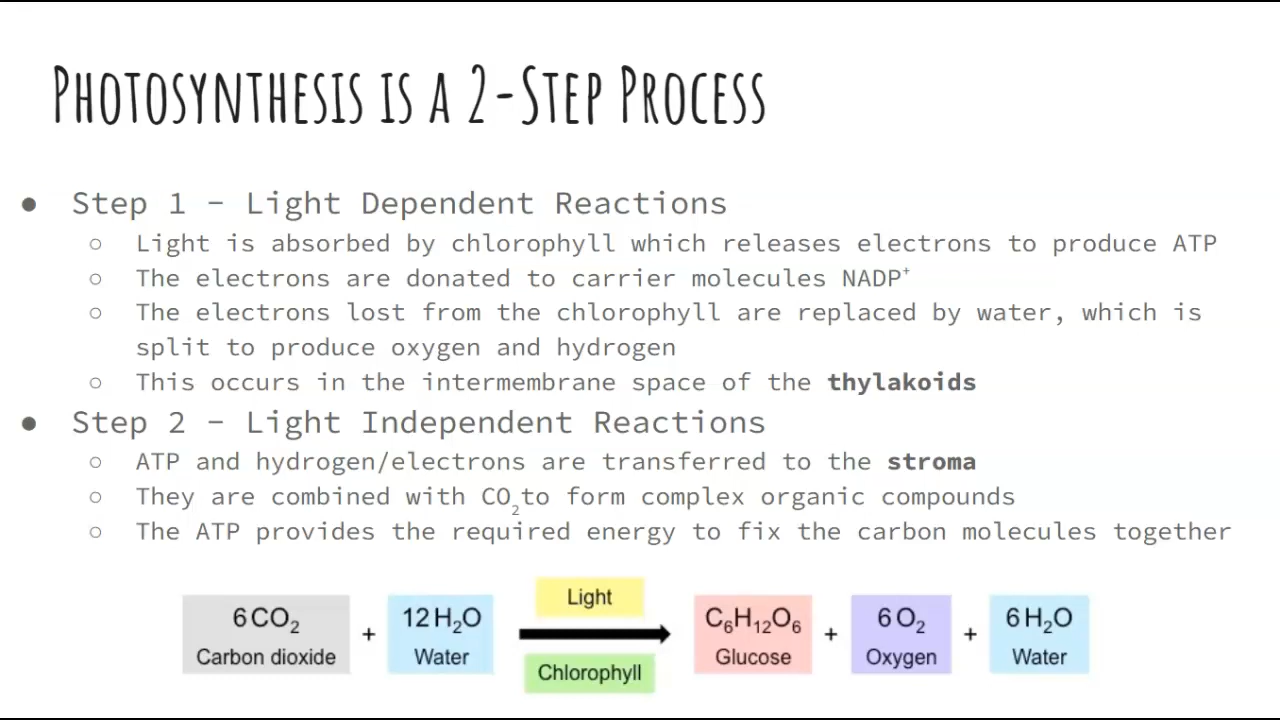 Photosynthesis is a 2-Step Process
● Step 1 – Light Dependent Reactions
○ Light is absorbed by chlorophyll which releases electrons to produce ATP
○ The electrons are donated to carrier molecules NADP⁺
○ The electrons lost from the chlorophyll are replaced by water, which is
split to produce oxygen and hydrogen
○ This occurs in the intermembrane space of the thylakoids
● Step 2 – Light Independent Reactions
○ ATP and hydrogen/electrons are transferred to the stroma
○ They are combined with CO₂to form complex organic compounds
○ The ATP provides the required energy to fix the carbon molecules together
Light
6CO₂ + 12H₂O C₆H₁₂O₆ + 6O₂ + 6H₂O
Carbon dioxide Water Glucose Oxygen Water
Chlorophyll